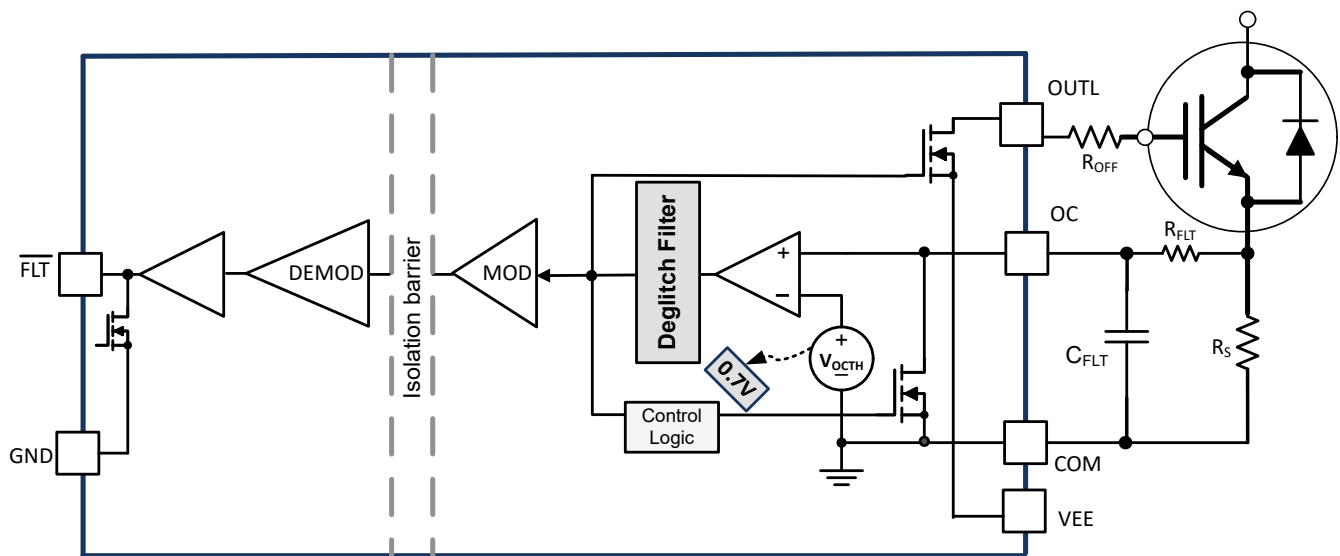 OUTL
R_OFF
OC
R_FLT
FLT
DEMOD
Isolation barrier
MOD
Deglitch Filter
+
−
+
V_OCTH
−
0.7V
C_FLT
R_S
Control
Logic
GND
COM
VEE